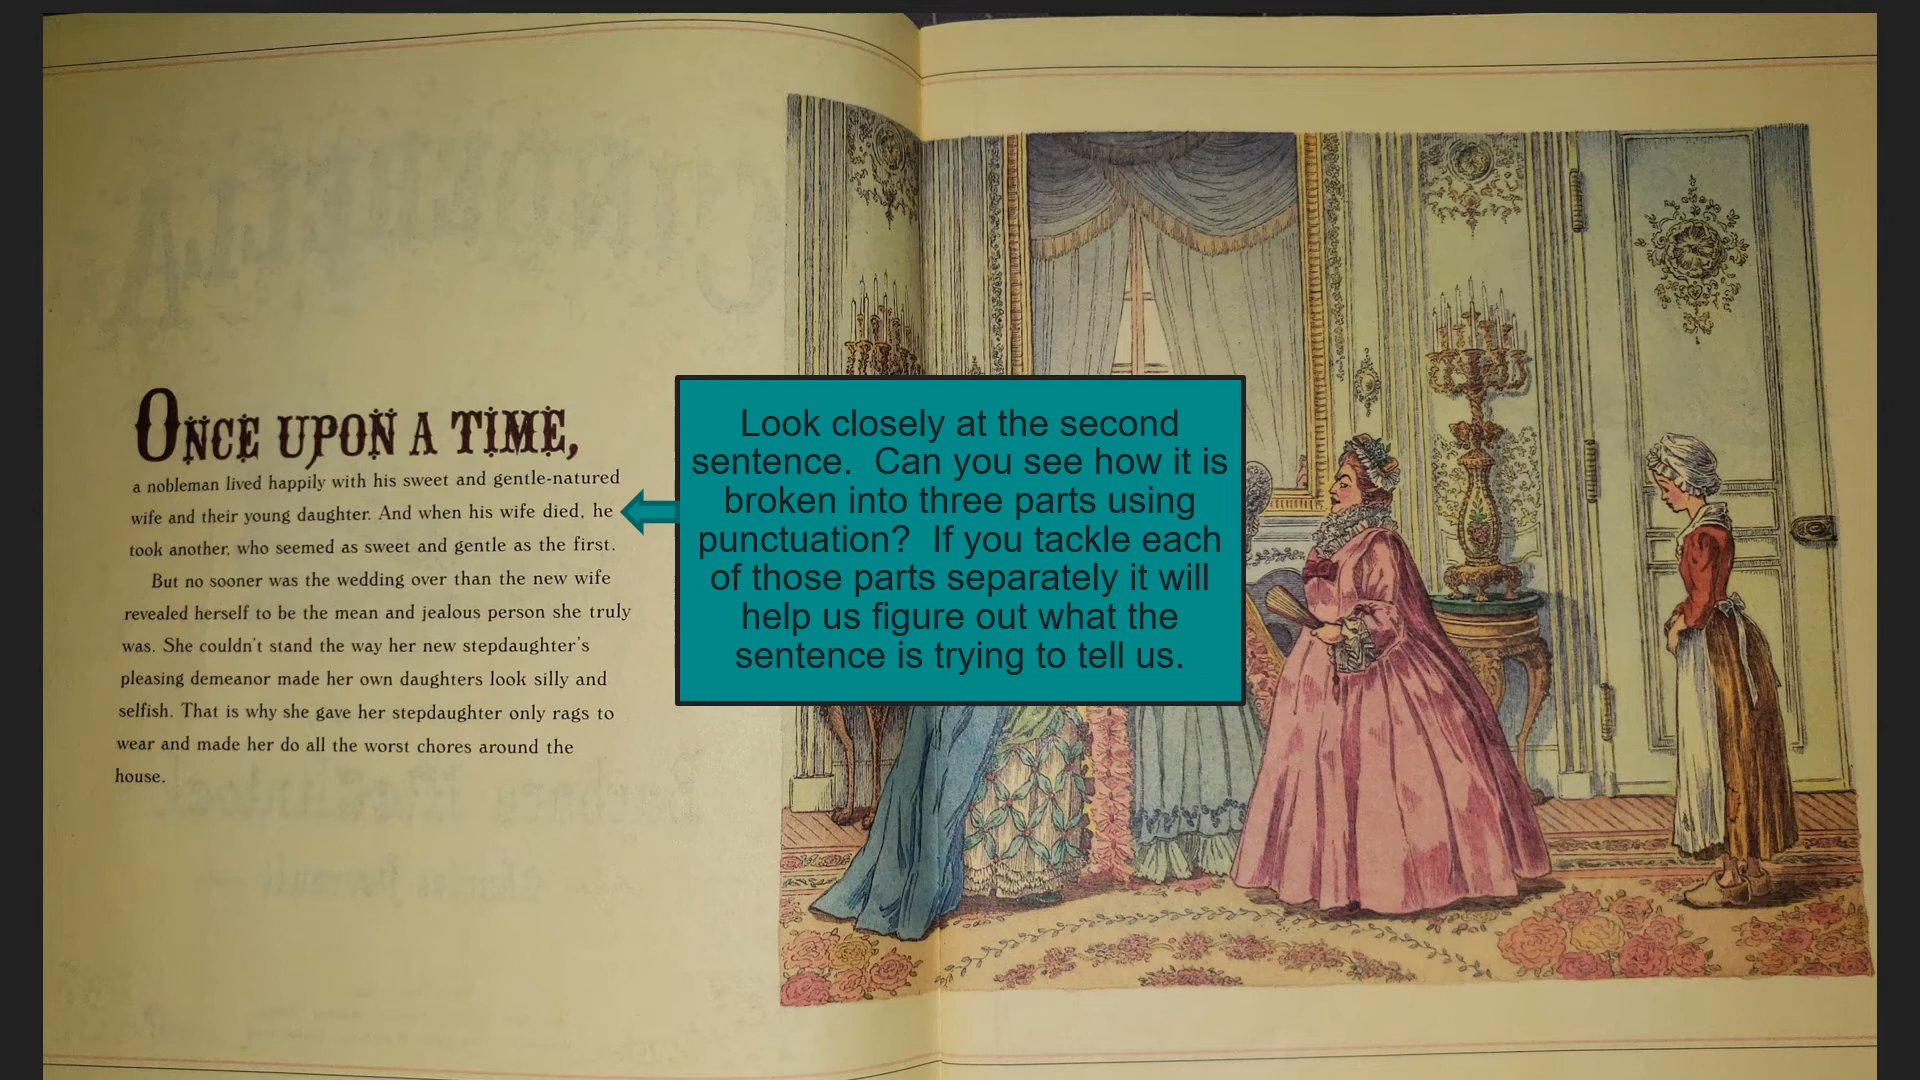 ONCE UPON A TIME,
a nobleman lived happily with his sweet and gentle-natured
wife and their young daughter. And when his wife died, he
took another, who seemed as sweet and gentle as the first.
But no sooner was the wedding over than the new wife
revealed herself to be the mean and jealous person she truly
was. She couldn't stand the way her new stepdaughter's
pleasing demeanor made her own daughters look silly and
selfish. That is why she gave her stepdaughter only rags to
wear and made her do all the worst chores around the
house.
Look closely at the second
sentence.  Can you see how it is
broken into three parts using
punctuation?  If you tackle each
of those parts separately it will
help us figure out what the
sentence is trying to tell us.